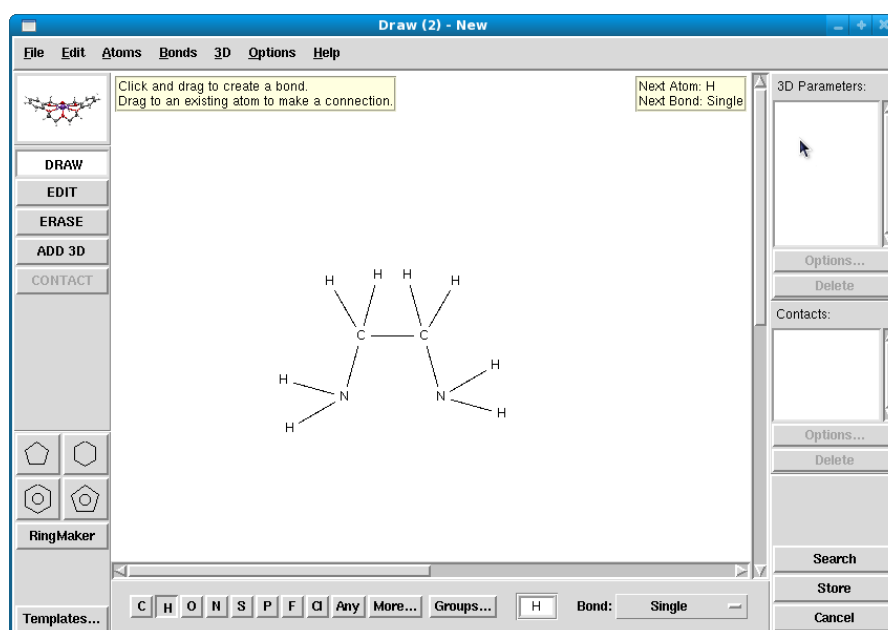 Draw (2) - New
File Edit Atoms Bonds 3D Options Help
Click and drag to create a bond.
Drag to an existing atom to make a connection.
Next Atom: H
Next Bond: Single
3D Parameters:
DRAW
EDIT
ERASE
ADD 3D
CONTACT
Options...
Delete
Contacts:
Options...
Delete
H H H H
C C
H H
N N
H H
RingMaker
Templates...
C H O N S P F Cl Any More... Groups... H Bond: Single
Search
Store
Cancel